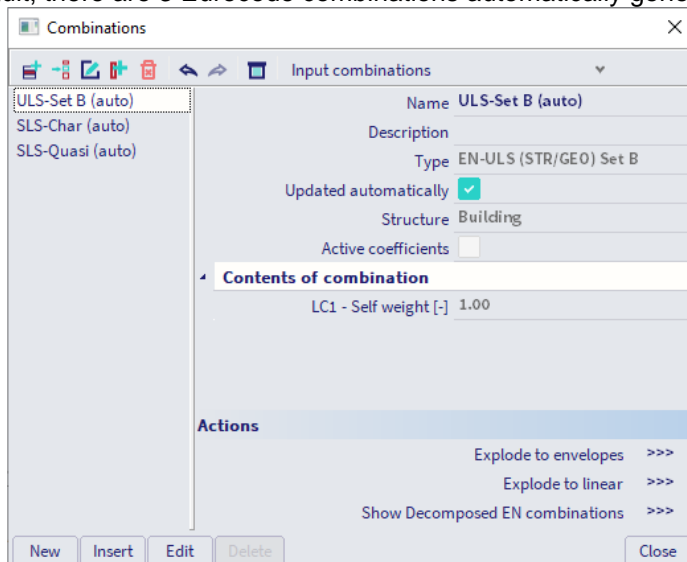 Combinations
Input combinations
ULS-Set B (auto)
SLS-Char (auto)
SLS-Quasi (auto)
Name ULS-Set B (auto)
Description
Type EN-ULS (STR/GEO) Set B
Updated automatically
Structure Building
Active coefficients
Contents of combination
LC1 - Self weight [-] 1.00
Actions
Explode to envelopes >>>
Explode to linear >>>
Show Decomposed EN combinations >>>
New Insert Edit Delete Close